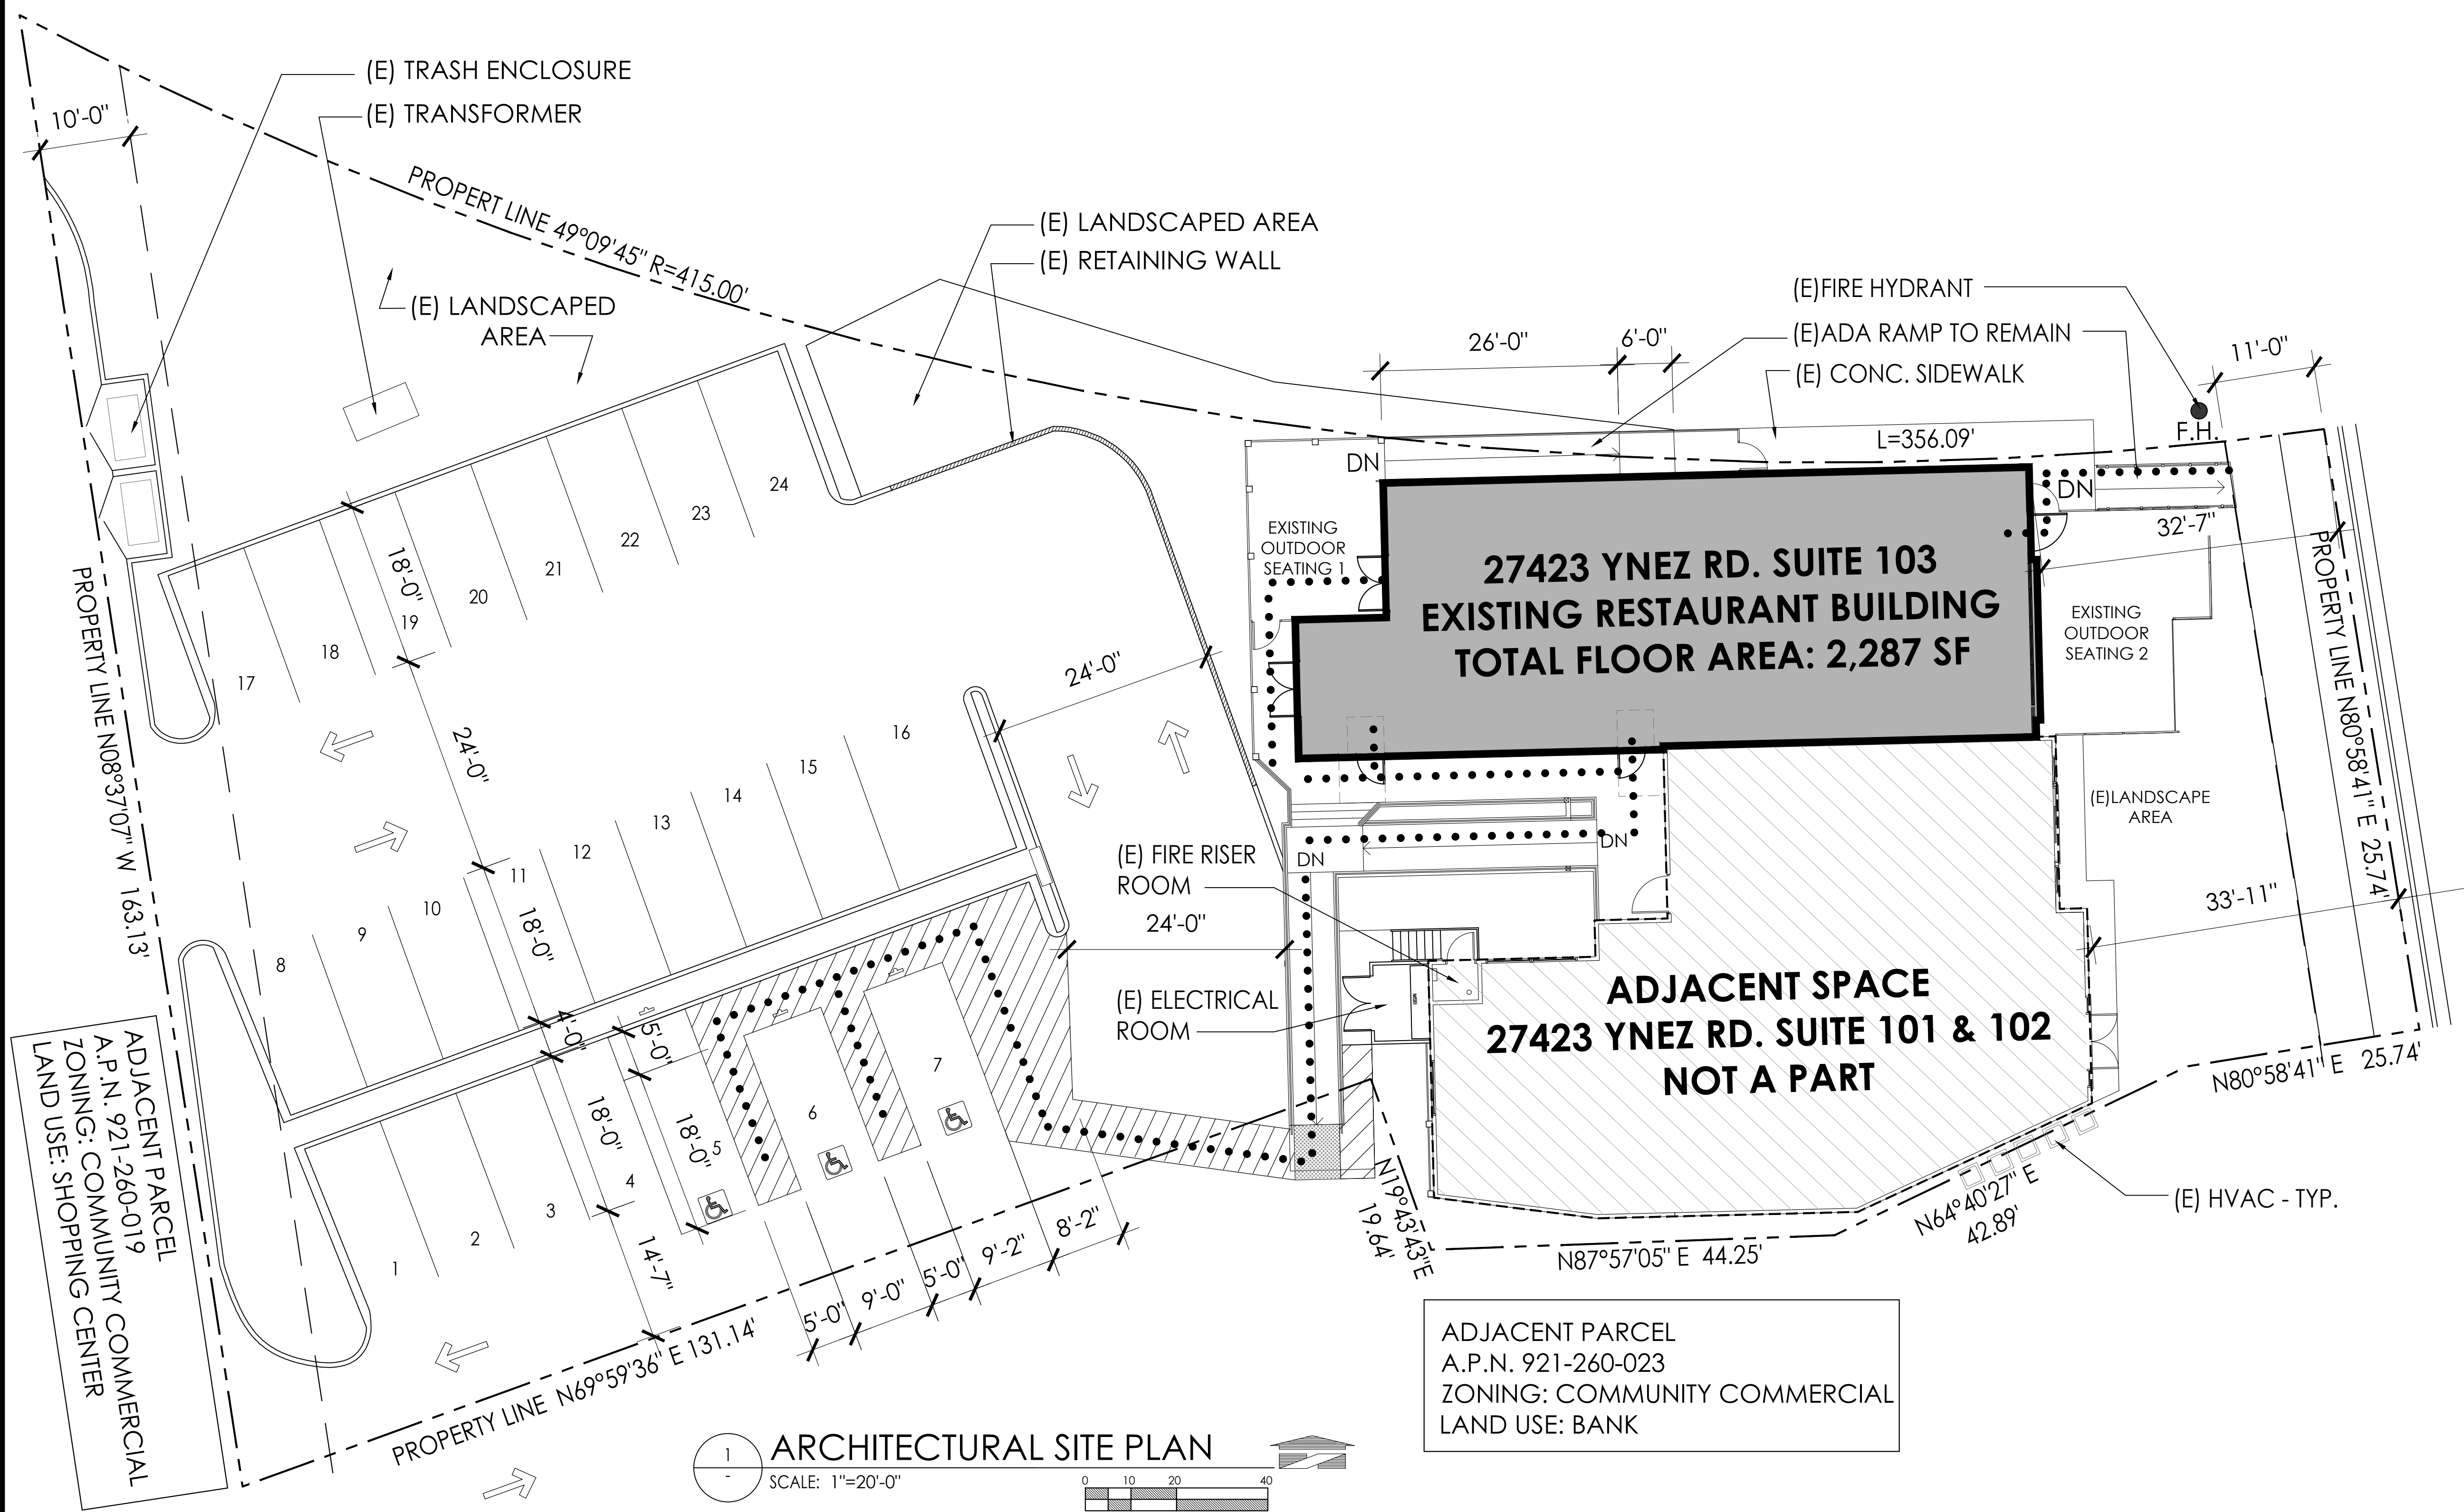 (E) TRASH ENCLOSURE
(E) TRANSFORMER
10'-0"
PROPERT LINE 49°09'45" R=415.00'
(E) LANDSCAPED AREA
(E) RETAINING WALL
(E) LANDSCAPED
AREA
(E)FIRE HYDRANT
(E)ADA RAMP TO REMAIN
(E) CONC. SIDEWALK
26'-0"
6'-0"
11'-0"
F.H.
L=356.09'
DN
DN
32'-7"
EXISTING
OUTDOOR
SEATING 1
27423 YNEZ RD. SUITE 103
EXISTING RESTAURANT BUILDING
TOTAL FLOOR AREA: 2,287 SF
EXISTING
OUTDOOR
SEATING 2
PROPERTY LINE N80°58'41" E 25.74'
24
23
22
21
20
19
18
17
18'-0"
24'-0"
24'-0"
PROPERTY LINE N08°37'07" W 163.13'
16
15
14
13
12
11
10
9
8
18'-0"
4'-0"
5'-0"
(E) FIRE RISER
ROOM
24'-0"
DN
DN
(E)LANDSCAPE
AREA
33'-11"
(E) ELECTRICAL
ROOM
ADJACENT SPACE
27423 YNEZ RD. SUITE 101 & 102
NOT A PART
N80°58'41" E 25.74'
7
6
5
4
3
2
1
18'-0"
18'-0"
14'-7"
5'-0"
9'-0"
5'-0"
9'-2"
8'-2"
ADJACENT PARCEL
A.P.N. 921-260-019
ZONING: COMMUNITY COMMERCIAL
LAND USE: SHOPPING CENTER
PROPERTY LINE N69°59'36" E 131.14'
N19°43'43"E
19.64'
N87°57'05" E 44.25'
N64°40'27" E
42.89'
(E) HVAC - TYP.
ADJACENT PARCEL
A.P.N. 921-260-023
ZONING: COMMUNITY COMMERCIAL
LAND USE: BANK
1
-
ARCHITECTURAL SITE PLAN
SCALE: 1"=20'-0"
0 10 20 40